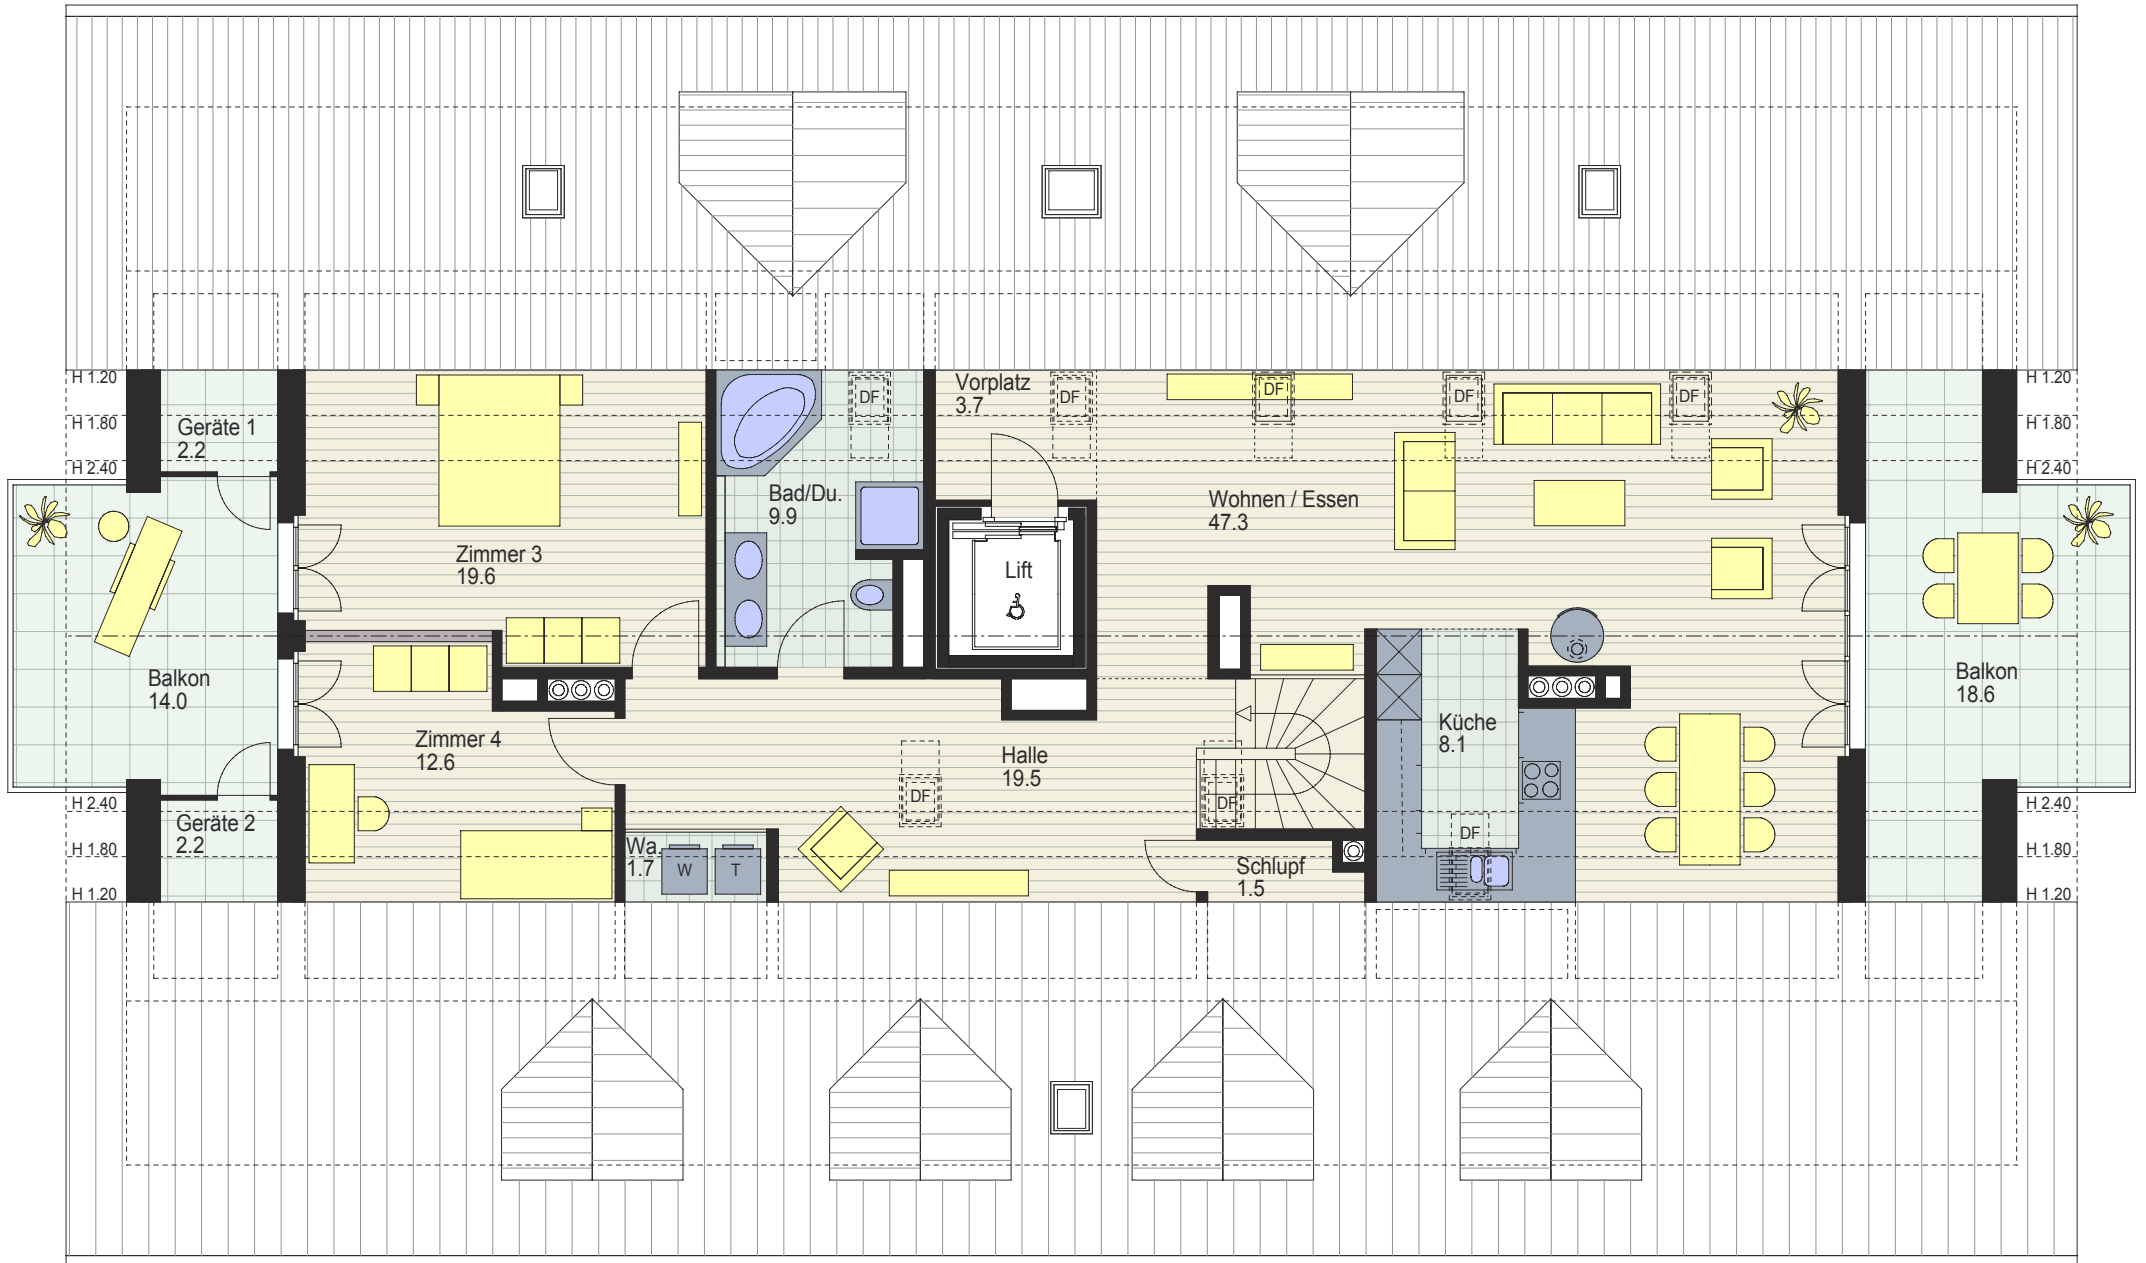 H 1.20
H 1.80
H 2.40
Geräte 1
2.2
Zimmer 3
19.6
Bad/Du.
9.9
DF
Vorplatz
3.7
DF
DF
DF
DF
Wohnen / Essen
47.3
Lift
H 1.20
H 1.80
H 2.40
Balkon
14.0
Zimmer 4
12.6
Halle
19.5
DF
DF
Küche
8.1
DF
Balkon
18.6
H 2.40
H 1.80
H 1.20
Geräte 2
2.2
Wa.
1.7
W
T
Schlupf
1.5
H 2.40
H 1.80
H 1.20